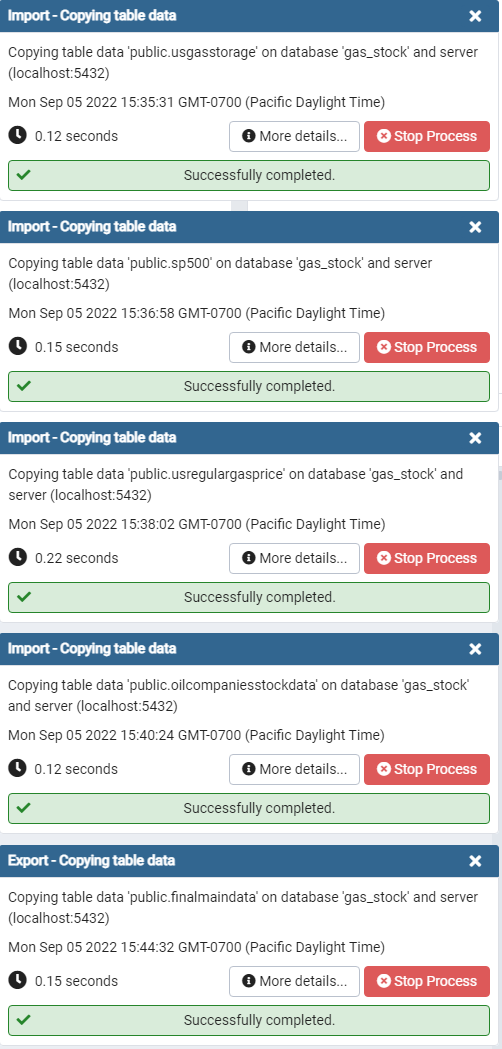 Import - Copying table data
Copying table data 'public.usgasstorage' on database 'gas_stock' and server
(localhost:5432)
Mon Sep 05 2022 15:35:31 GMT-0700 (Pacific Daylight Time)
0.12 seconds More details... Stop Process
Successfully completed.
Import - Copying table data
Copying table data 'public.sp500' on database 'gas_stock' and server
(localhost:5432)
Mon Sep 05 2022 15:36:58 GMT-0700 (Pacific Daylight Time)
0.15 seconds More details... Stop Process
Successfully completed.
Import - Copying table data
Copying table data 'public.usregulargasprice' on database 'gas_stock' and
server (localhost:5432)
Mon Sep 05 2022 15:38:02 GMT-0700 (Pacific Daylight Time)
0.22 seconds More details... Stop Process
Successfully completed.
Import - Copying table data
Copying table data 'public.oilcompaniesstockdata' on database 'gas_stock'
and server (localhost:5432)
Mon Sep 05 2022 15:40:24 GMT-0700 (Pacific Daylight Time)
0.12 seconds More details... Stop Process
Successfully completed.
Export - Copying table data
Copying table data 'public.finalmaindata' on database 'gas_stock' and server
(localhost:5432)
Mon Sep 05 2022 15:44:32 GMT-0700 (Pacific Daylight Time)
0.15 seconds More details... Stop Process
Successfully completed.